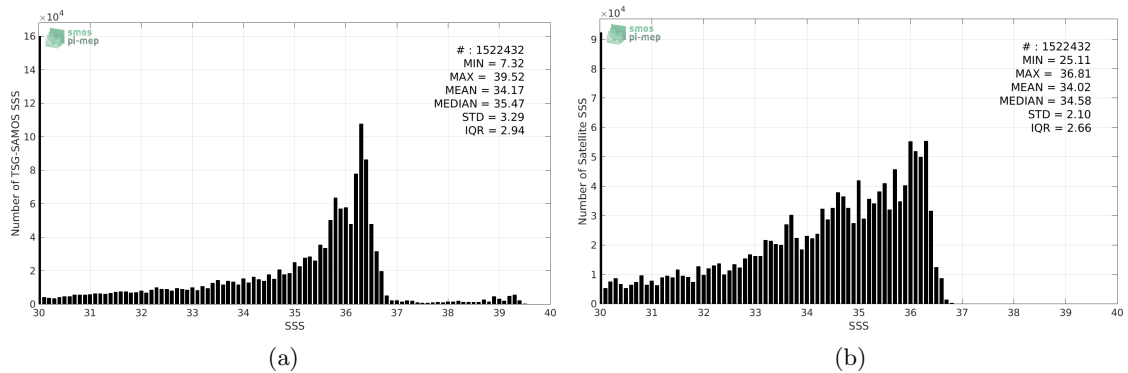 ×10⁴
smos
pi-mep
# : 1522432
MIN = 7.32
MAX = 39.52
MEAN = 34.17
MEDIAN = 35.47
STD = 3.29
IQR = 2.94
Number of TSG-SAMOS SSS
16
14
12
10
8
6
4
2
0
30 31 32 33 34 35 36 37 38 39 40
SSS
(a)
×10⁴
smos
pi-mep
# : 1522432
MIN = 25.11
MAX = 36.81
MEAN = 34.02
MEDIAN = 34.58
STD = 2.10
IQR = 2.66
Number of Satellite SSS
9
8
7
6
5
4
3
2
1
0
30 31 32 33 34 35 36 37 38 39 40
SSS
(b)